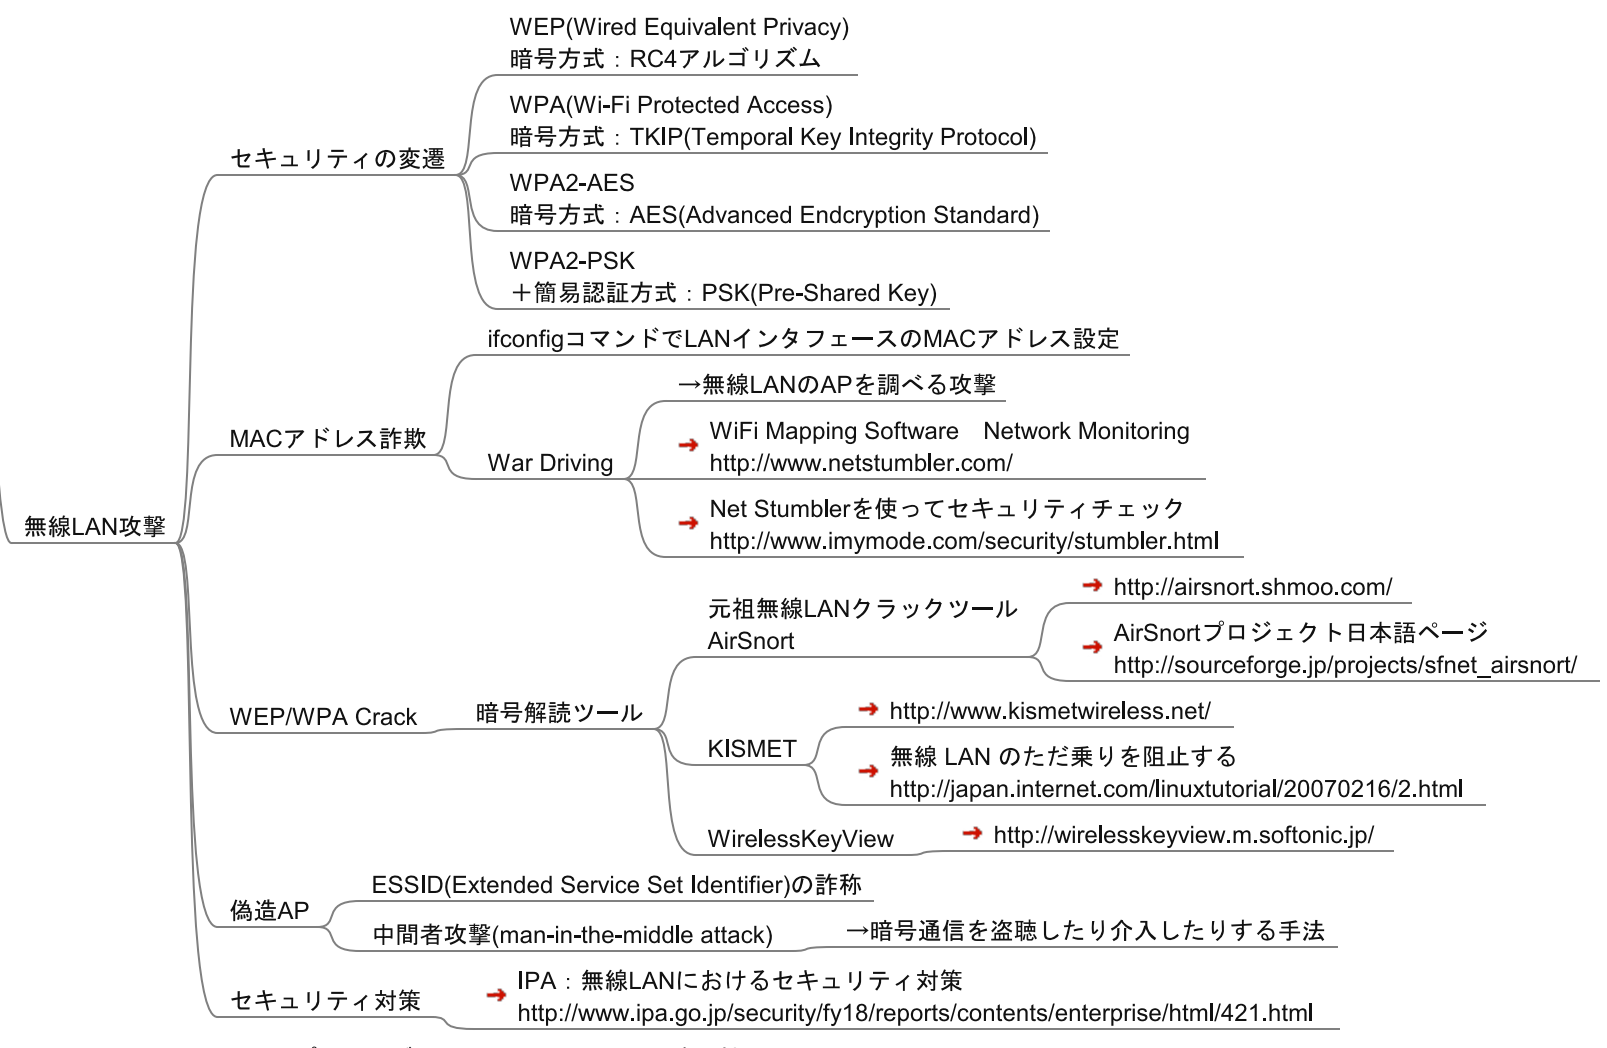 WEP(Wired Equivalent Privacy)
暗号方式：RC4アルゴリズム
WPA(Wi-Fi Protected Access)
暗号方式：TKIP(Temporal Key Integrity Protocol)
セキュリティの変遷
WPA2-AES
暗号方式：AES(Advanced Endcryption Standard)
WPA2-PSK
＋簡易認証方式：PSK(Pre-Shared Key)
ifconfigコマンドでLANインタフェースのMACアドレス設定
→無線LANのAPを調べる攻撃
MACアドレス詐欺
WiFi Mapping Software　Network Monitoring
http://www.netstumbler.com/
War Driving
Net Stumblerを使ってセキュリティチェック
http://www.imymode.com/security/stumbler.html
無線LAN攻撃
http://airsnort.shmoo.com/
元祖無線LANクラックツール
AirSnort
AirSnortプロジェクト日本語ページ
http://sourceforge.jp/projects/sfnet_airsnort/
WEP/WPA Crack
暗号解読ツール
http://www.kismetwireless.net/
KISMET
無線 LAN のただ乗りを阻止する
http://japan.internet.com/linuxtutorial/20070216/2.html
WirelessKeyView
http://wirelesskeyview.m.softonic.jp/
ESSID(Extended Service Set Identifier)の詐称
偽造AP
中間者攻撃(man-in-the-middle attack)
→暗号通信を盗聴したり介入したりする手法
セキュリティ対策
IPA：無線LANにおけるセキュリティ対策
http://www.ipa.go.jp/security/fy18/reports/contents/enterprise/html/421.html